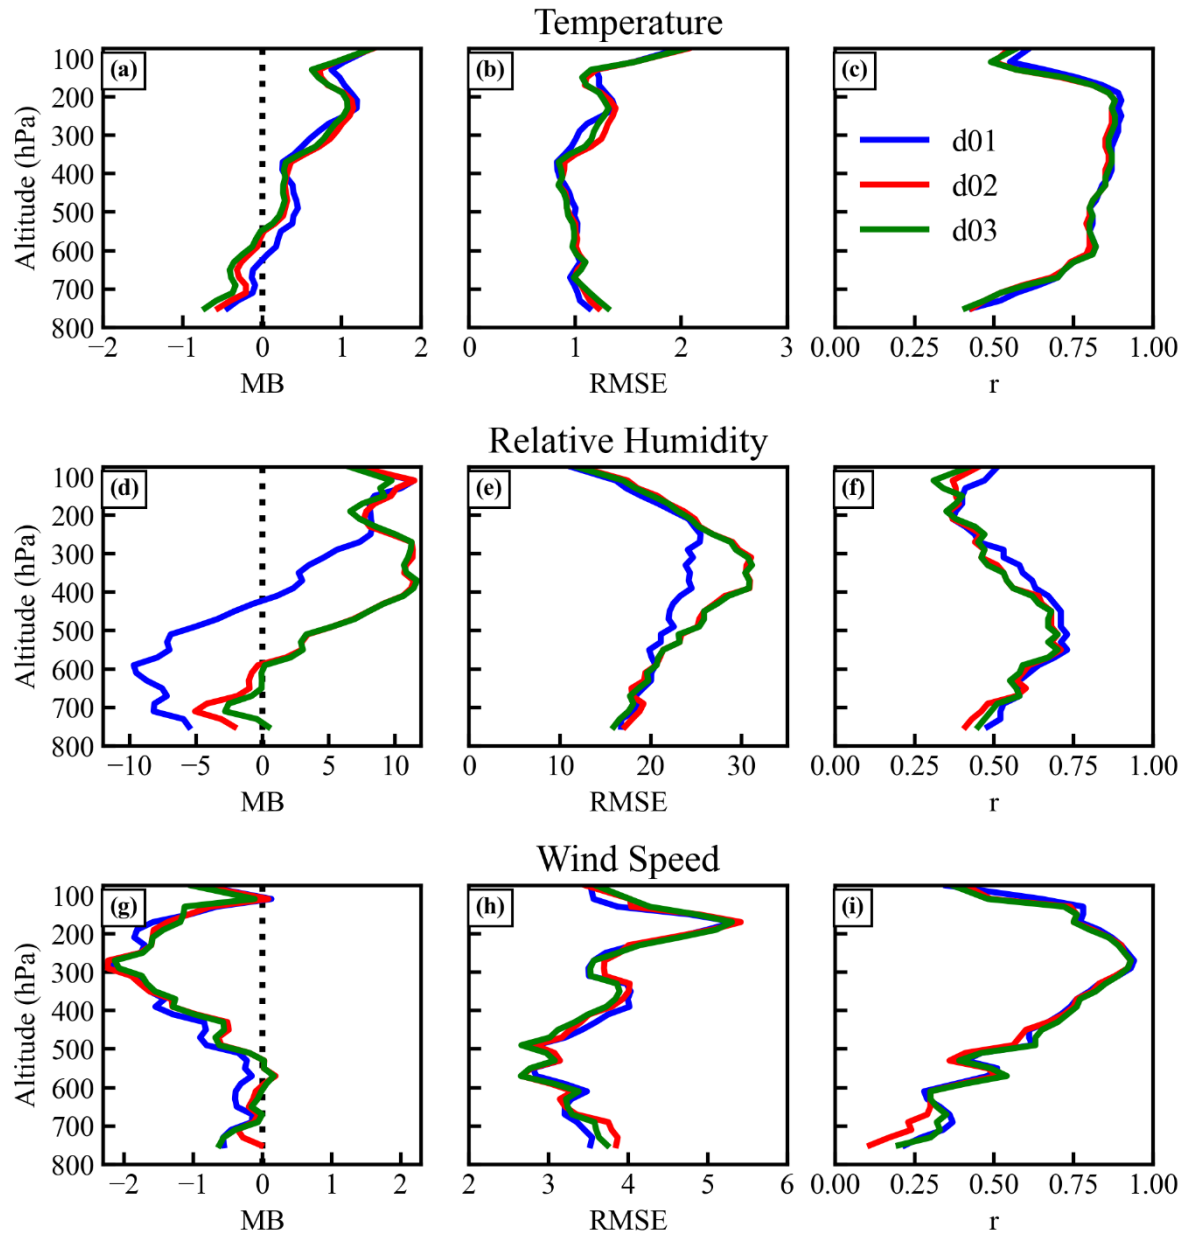 Temperature
(a)
(b)
(c)
Altitude (hPa)
100
200
300
400
500
600
700
800
d01
d02
d03
−2 −1 0 1 2
0 1 2 3
0.00 0.25 0.50 0.75 1.00
MB
RMSE
r
Relative Humidity
(d)
(e)
(f)
Altitude (hPa)
100
200
300
400
500
600
700
800
−10 −5 0 5 10
0 10 20 30
0.00 0.25 0.50 0.75 1.00
MB
RMSE
r
Wind Speed
(g)
(h)
(i)
Altitude (hPa)
100
200
300
400
500
600
700
800
−2 −1 0 1 2
2 3 4 5 6
0.00 0.25 0.50 0.75 1.00
MB
RMSE
r